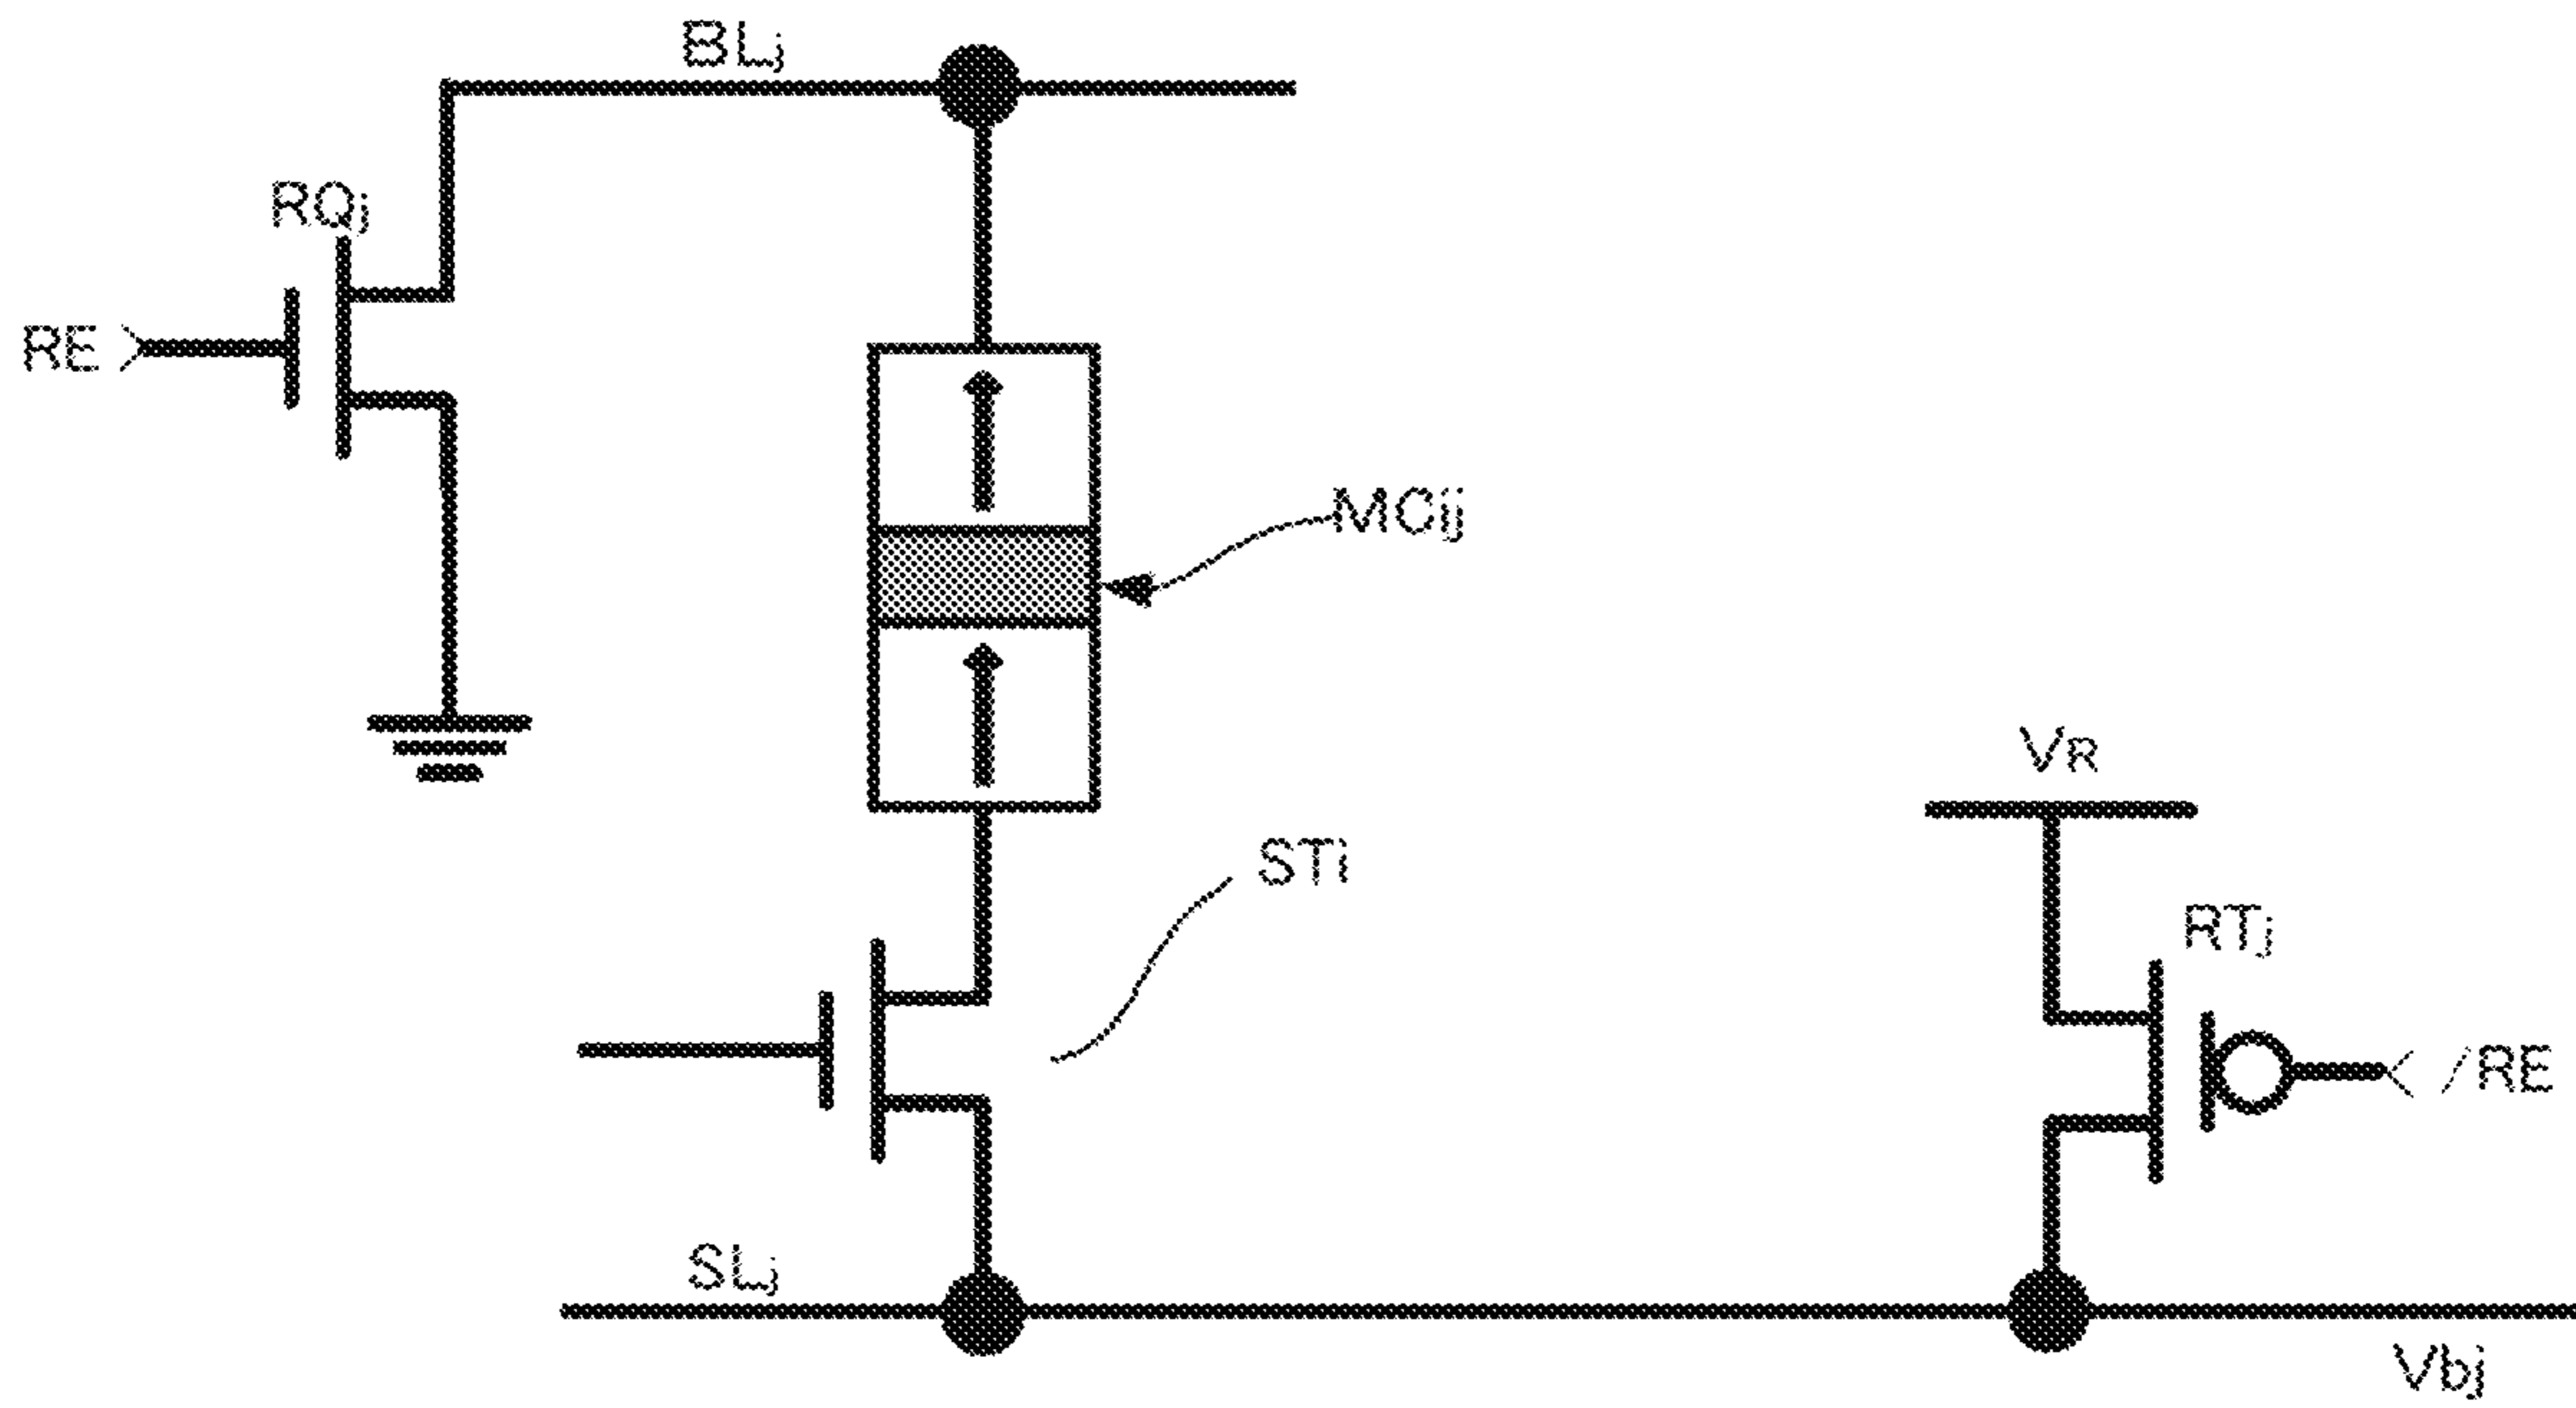 BLj
RQj
RE
MCij
VR
STi
RTj
/RE
SLj
Vbj